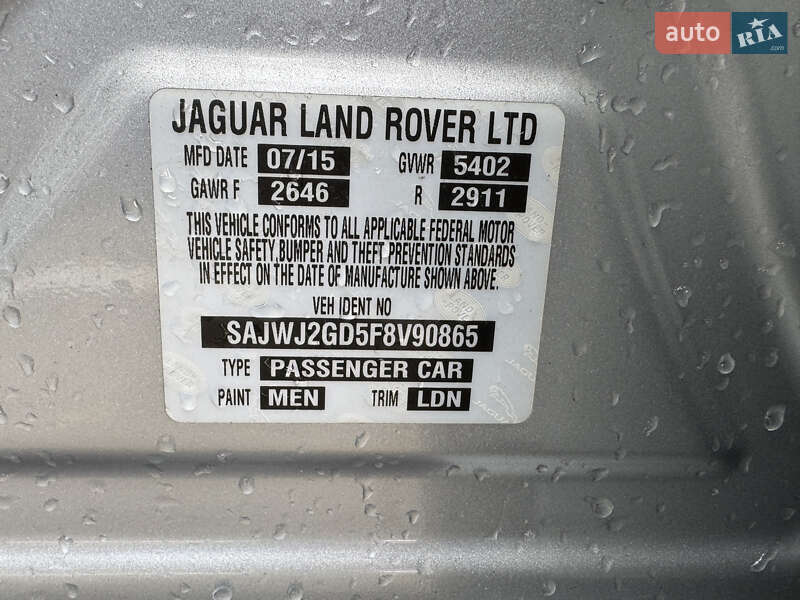 auto RIA .com
JAGUAR LAND ROVER LTD
MFD DATE 07/15 GVWR 5402
GAWR F 2646 R 2911
THIS VEHICLE CONFORMS TO ALL APPLICABLE FEDERAL MOTOR
VEHICLE SAFETY,BUMPER AND THEFT PREVENTION STANDARDS
IN EFFECT ON THE DATE OF MANUFACTURE SHOWN ABOVE.
VEH IDENT NO
SAJWJ2GD5F8V90865
TYPE PASSENGER CAR
PAINT MEN TRIM LDN